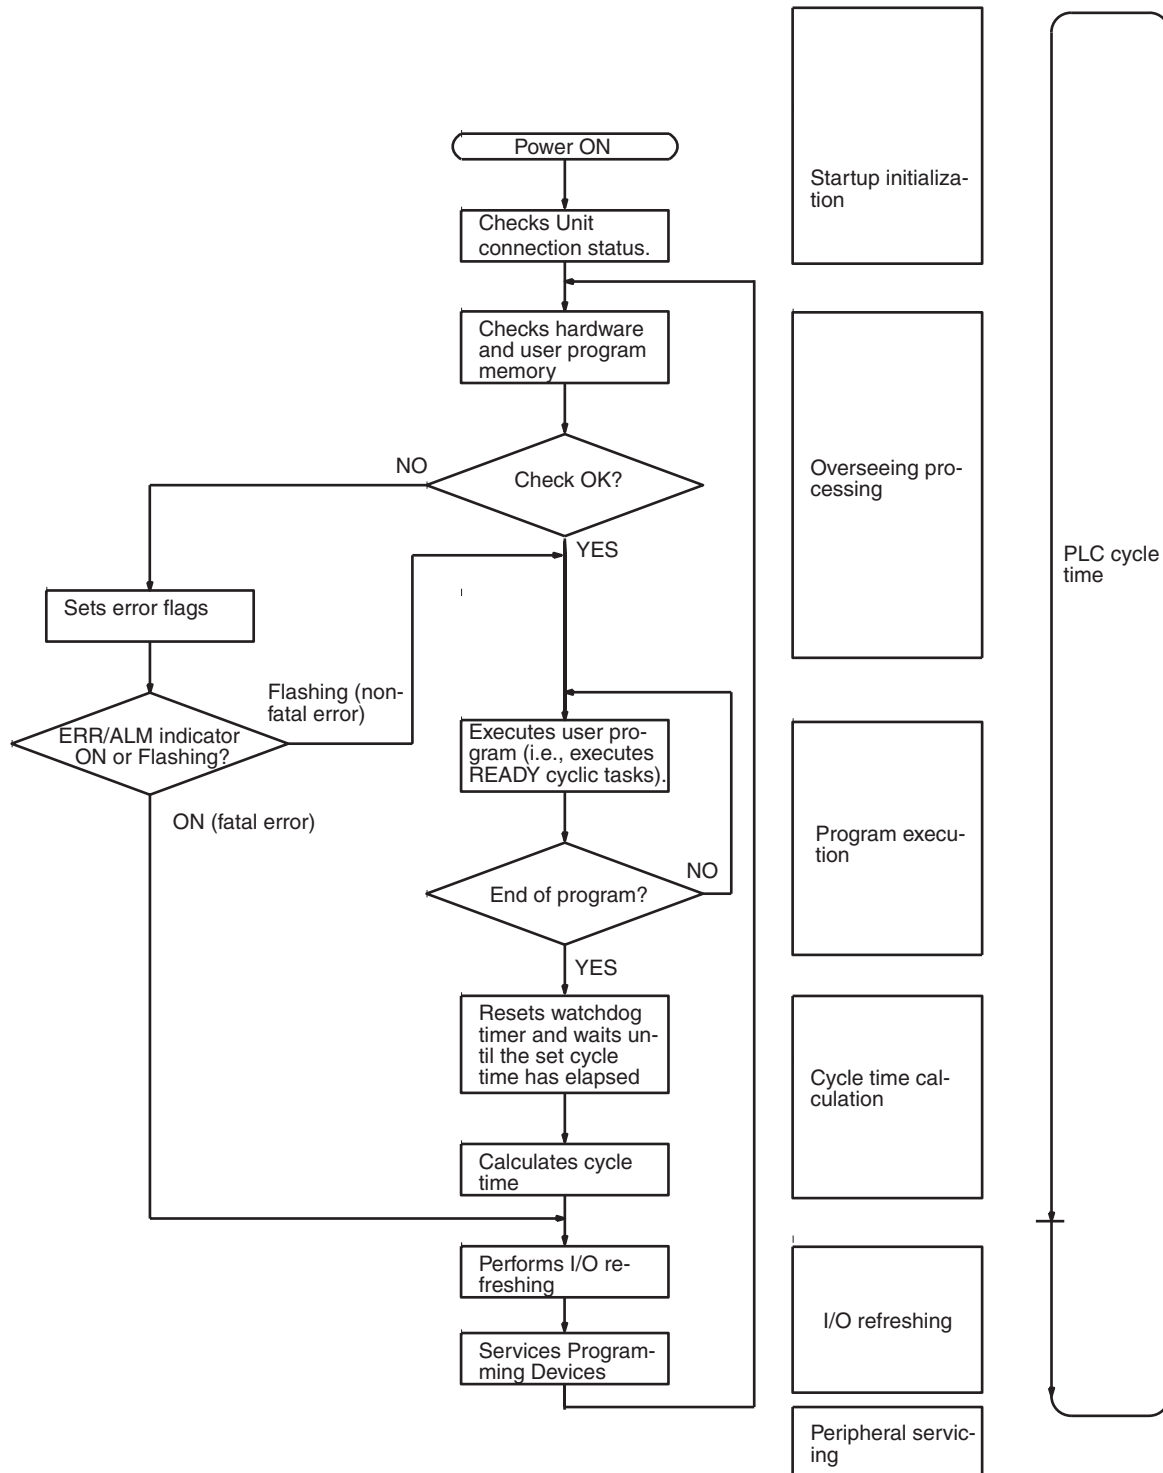 Power ON
Checks Unit
connection status.
Checks hardware
and user program
memory
Check OK?
NO
YES
Sets error flags
ERR/ALM indicator
ON or Flashing?
Flashing (non-
fatal error)
ON (fatal error)
Executes user pro-
gram (i.e., executes
READY cyclic tasks).
End of program?
NO
YES
Resets watchdog
timer and waits un-
til the set cycle
time has elapsed
Calculates cycle
time
Performs I/O re-
freshing
Services Program-
ming Devices
Startup initializa-
tion
Overseeing pro-
cessing
Program execu-
tion
Cycle time cal-
culation
I/O refreshing
Peripheral servic-
ing
PLC cycle
time